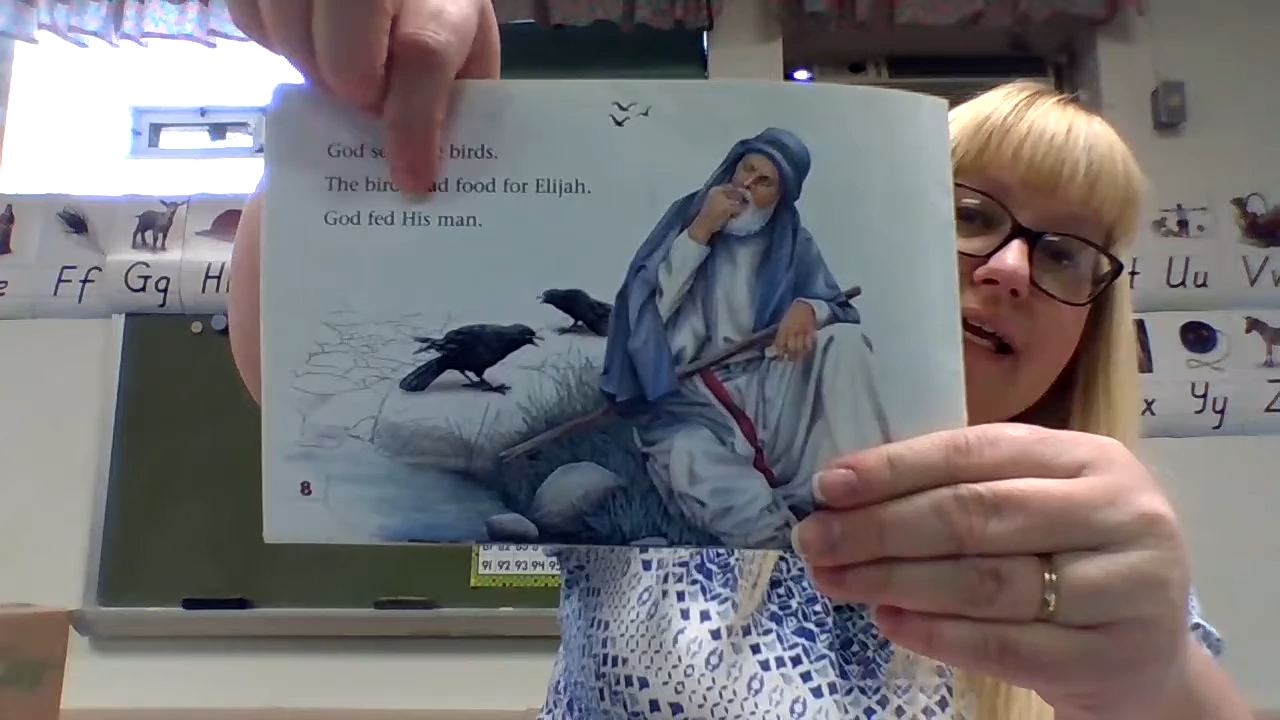 God birds.
The food for Elijah.
God fed His man.
8
Ff Gg H
Uu V
Yy Z
91 92 93 94